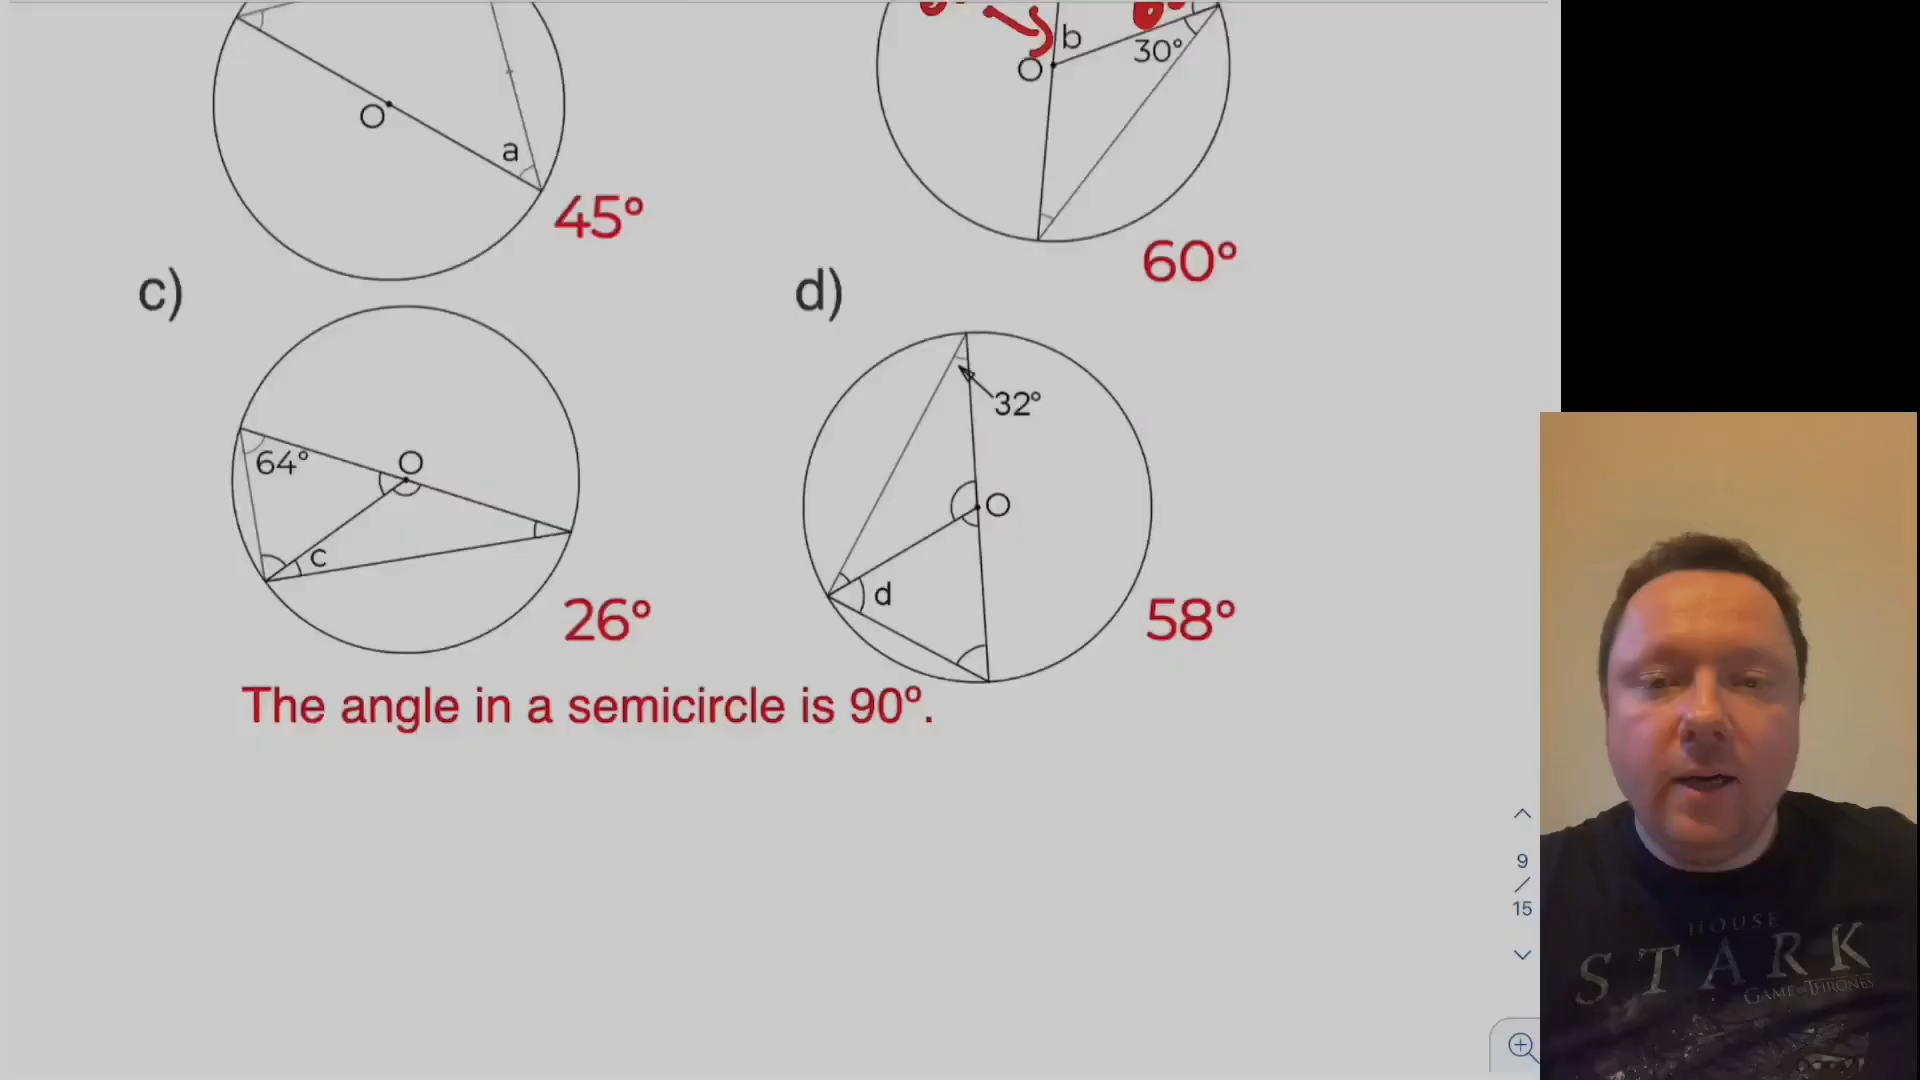 b
O
30°
O
a
45°
60°
c)
d)
32°
64°
O
O
c
d
26°
58°
The angle in a semicircle is 90°.
9
/
15
HOUSE
STARK
GAME OF THRONES